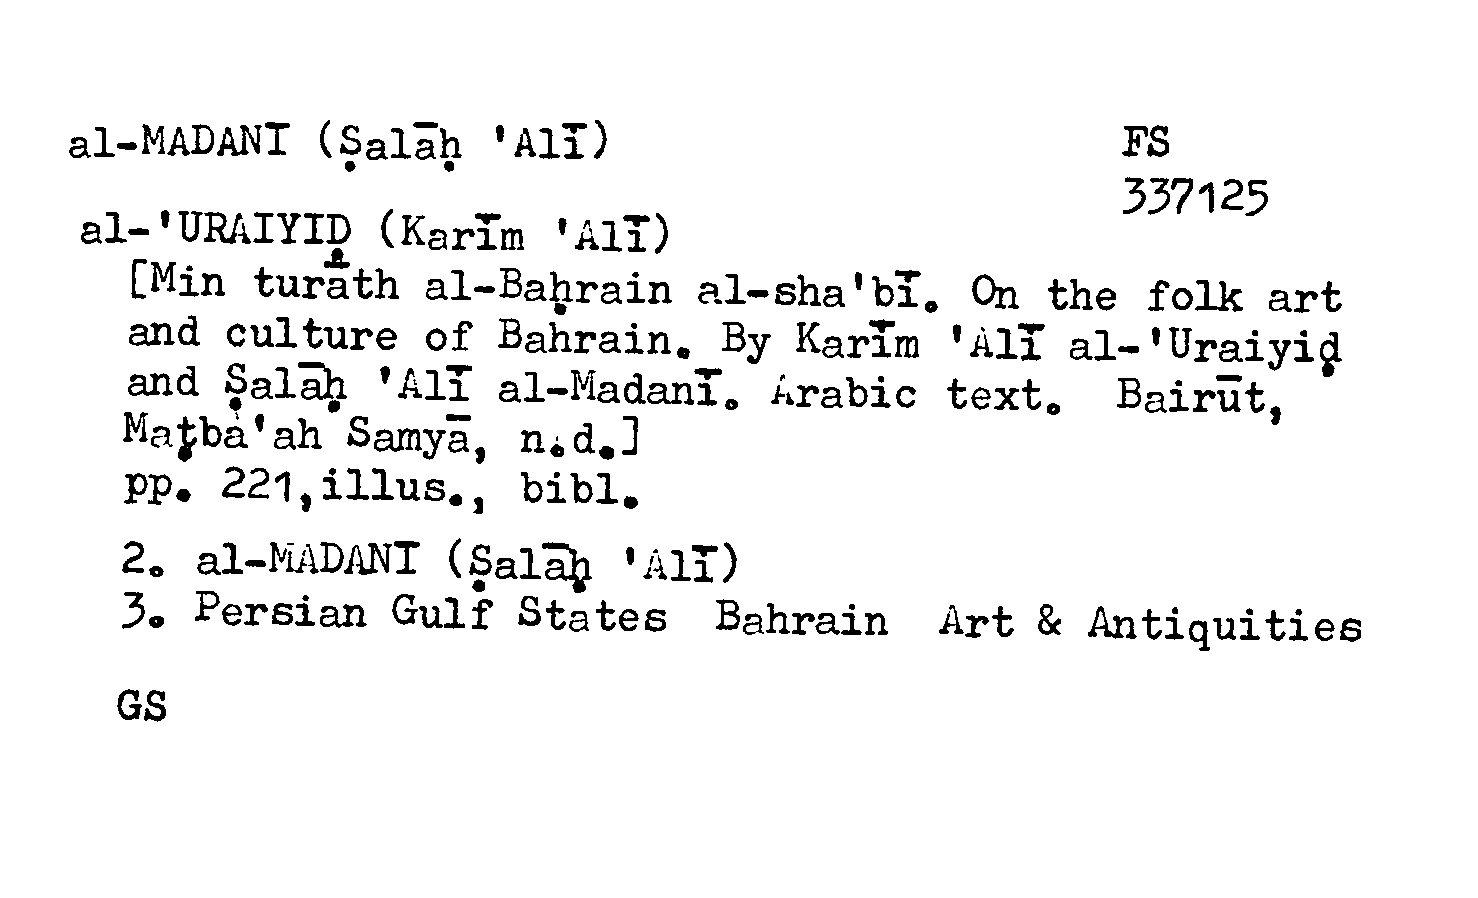 al-MADANĪ (Ṣalāḥ 'Alī)
FS
337125
al-'URAIYIḌ (Karīm 'Alī)
[Min turāth al-Baḥrain al-sha'bī. On the folk art
and culture of Bahrain. By Karīm 'Alī al-'Uraiyiḍ
and Ṣalāḥ 'Alī al-Madanī. Arabic text. Bairūt,
Maṭba'ah Samyā, n.d.]
pp. 221,illus., bibl.
2. al-MADANĪ (Ṣalāḥ 'Alī)
3. Persian Gulf States Bahrain Art & Antiquities
GS